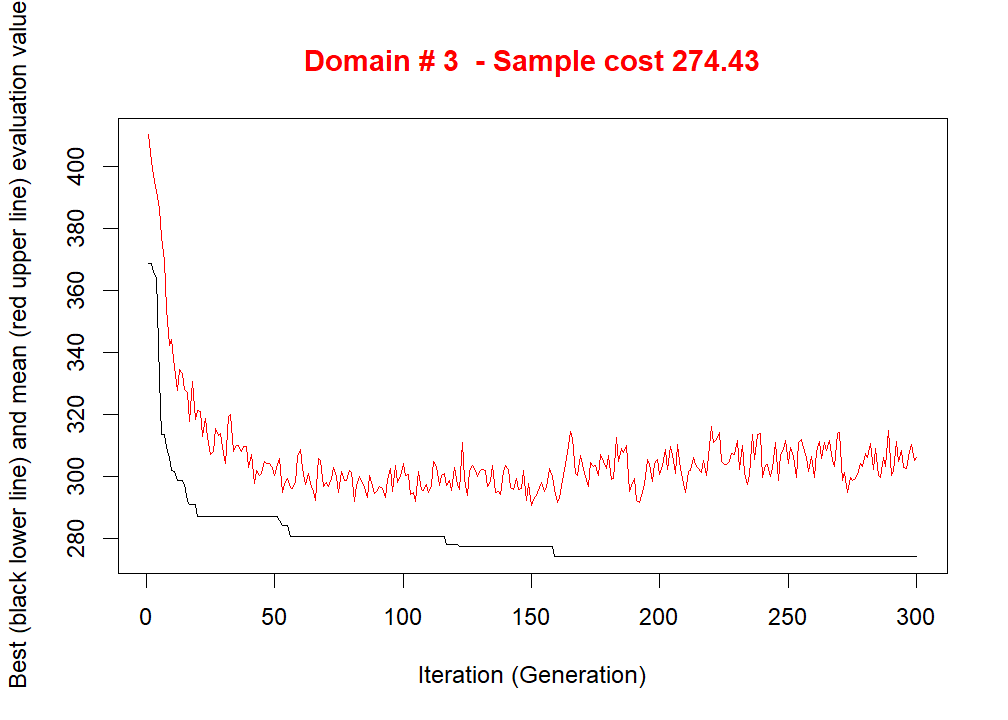 Domain # 3 - Sample cost 274.43
Best (black lower line) and mean (red upper line) evaluation value
400
380
360
340
320
300
280
0 50 100 150 200 250 300
Iteration (Generation)